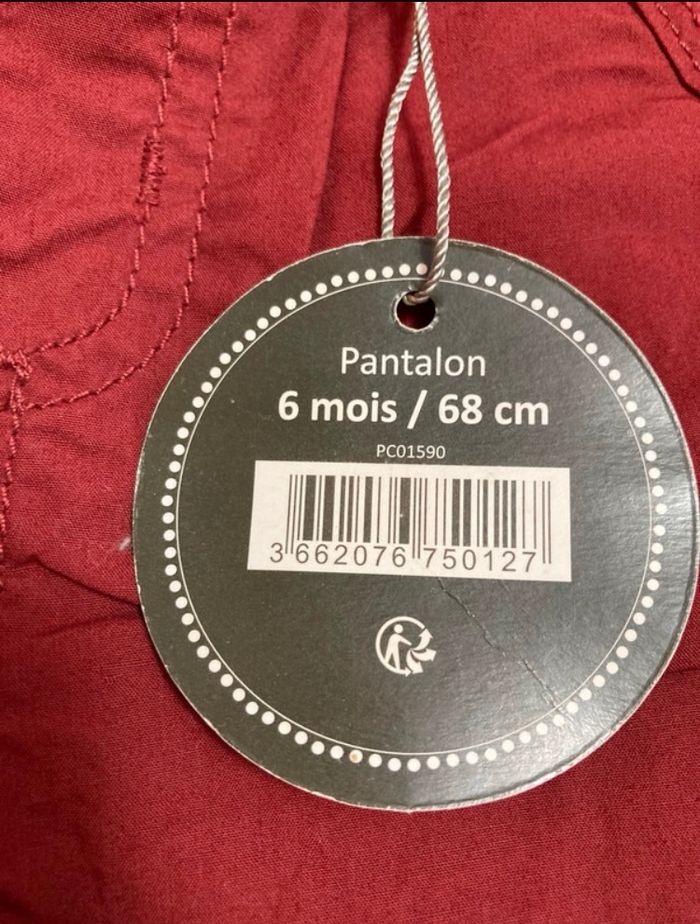 Pantalon
6 mois / 68 cm
PC01590
3 662076 750127